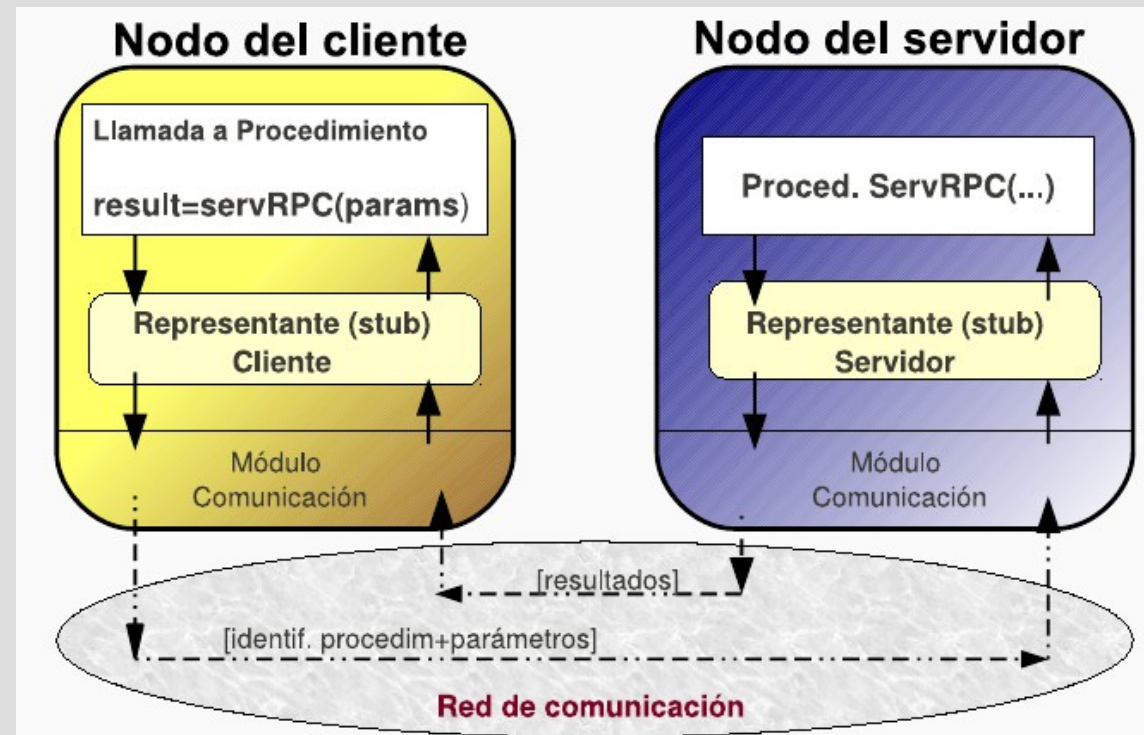 Nodo del cliente
Llamada a Procedimiento
result=servRPC(params)
Representante (stub)
Cliente
Módulo
Comunicación
Nodo del servidor
Proced. ServRPC(...)
Representante (stub)
Servidor
Módulo
Comunicación
[resultados]
[identif. procedim+parámetros]
Red de comunicación